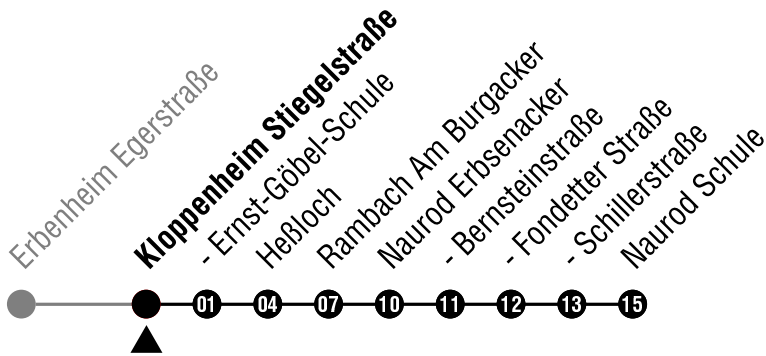 Erbenheim Egerstraße
Kloppenheim Stiegelstraße
- Ernst-Göbel-Schule
Heßloch
Rambach Am Burgacker
Naurod Erbsenacker
- Bernsteinstraße
- Fondetter Straße
- Schillerstraße
Naurod Schule
01 04 07 10 11 12 13 15